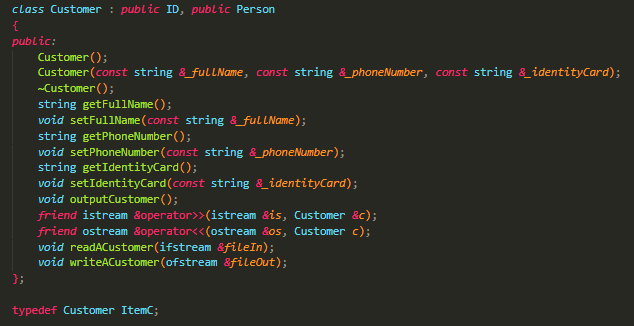 class Customer : public ID, public Person
{
public:
    Customer();
    Customer(const string &_fullName, const string &_phoneNumber, const string &_identityCard);
    ~Customer();
    string getFullName();
    void setFullName(const string &_fullName);
    string getPhoneNumber();
    void setPhoneNumber(const string &_phoneNumber);
    string getIdentityCard();
    void setIdentityCard(const string &_identityCard);
    void outputCustomer();
    friend istream &operator>>(istream &is, Customer &c);
    friend ostream &operator<<(ostream &os, Customer c);
    void readACustomer(ifstream &fileIn);
    void writeACustomer(ofstream &fileOut);
};
typedef Customer ItemC;